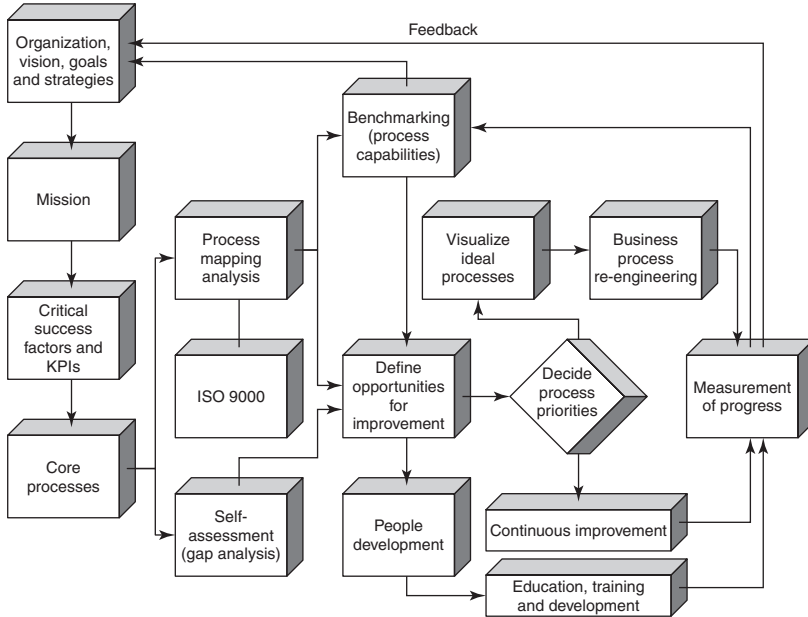 Organization,
vision, goals
and strategies
Feedback
Benchmarking
(process
capabilities)
Mission
Process
mapping
analysis
Visualize
ideal
processes
Business
process
re-engineering
Critical
success
factors and
KPIs
ISO 9000
Define
opportunities
for
improvement
Decide
process
priorities
Measurement
of progress
Core
processes
Self-
assessment
(gap analysis)
People
development
Continuous improvement
Education, training
and development